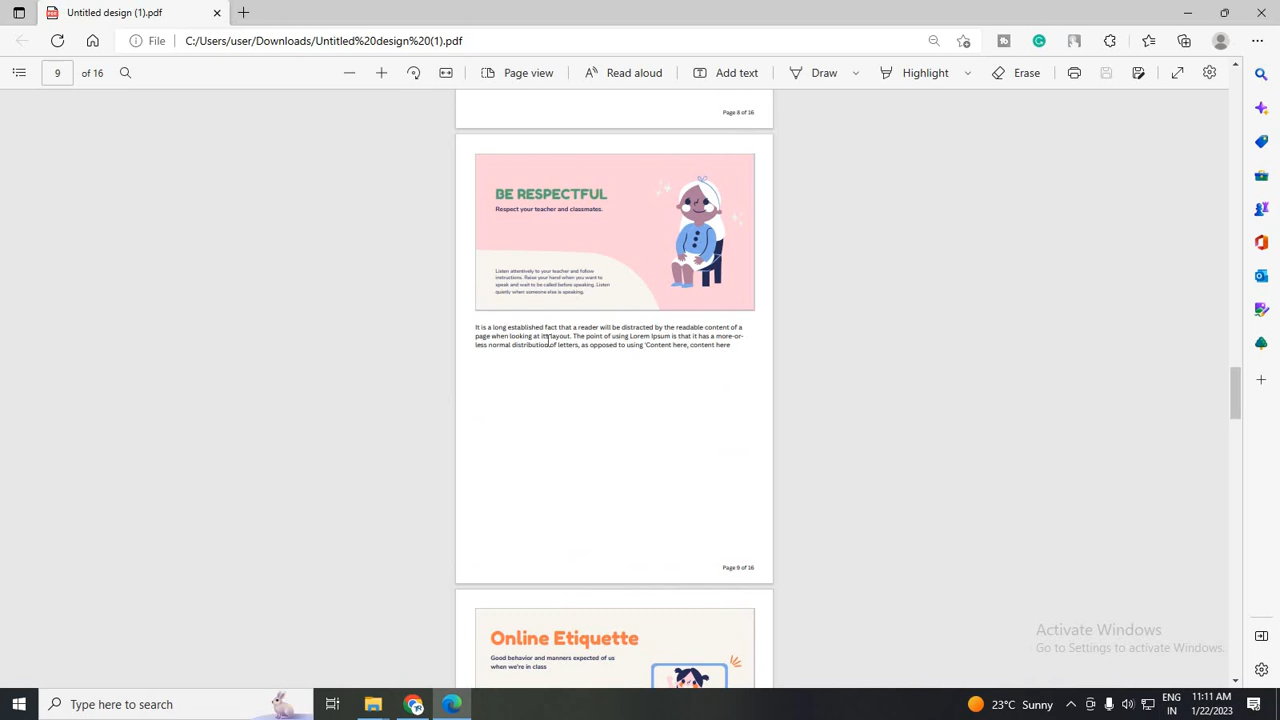 Untitled design (1).pdf
File
C:/Users/user/Downloads/Untitled%20design%20(1).pdf
9
of 16
Page view
Read aloud
Add text
Draw
Highlight
Erase
Page 8 of 16
BE RESPECTFUL
Respect your teacher and classmates.
Listen attentively to your teacher and follow
instructions. Raise your hand when you want to
speak and wait to be called before speaking. Listen
quietly when someone else is speaking.
It is a long established fact that a reader will be distracted by the readable content of a
page when looking at its layout. The point of using Lorem Ipsum is that it has a more-or-
less normal distribution of letters, as opposed to using 'Content here, content here
Page 9 of 16
Online Etiquette
Good behavior and manners expected of us
when we're in class
Activate Windows
Go to Settings to activate Windows.
Type here to search
23°C Sunny
ENG
IN
11:11 AM
1/22/2023